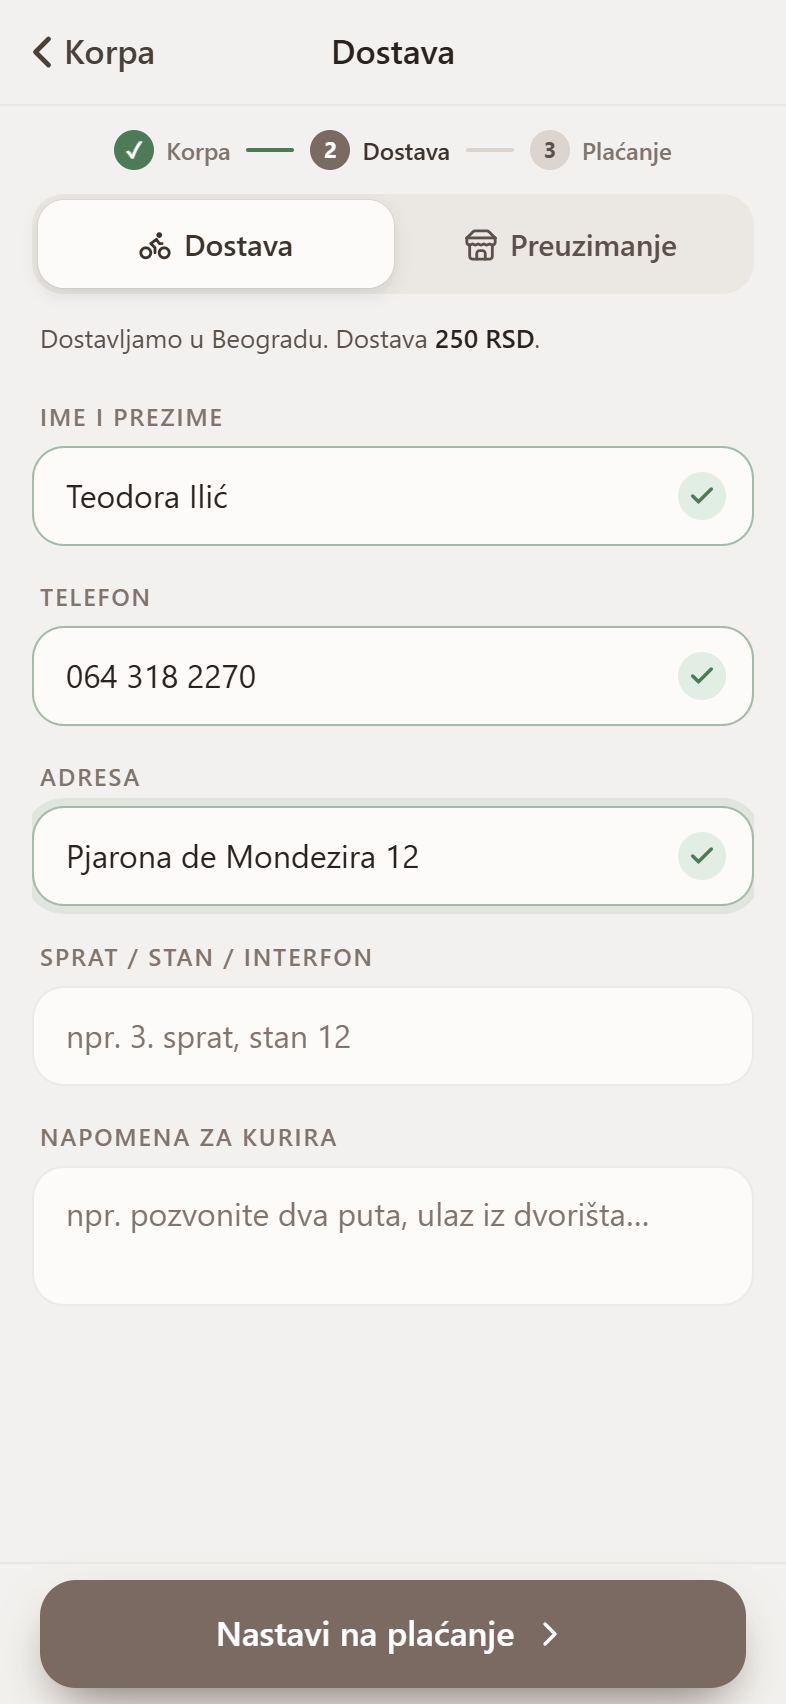 Korpa
Dostava
Korpa
2 Dostava
3 Plaćanje
Dostava
Preuzimanje
Dostavljamo u Beogradu. Dostava 250 RSD.
IME I PREZIME
Teodora Ilić
TELEFON
064 318 2270
ADRESA
Pjarona de Mondezira 12
SPRAT / STAN / INTERFON
npr. 3. sprat, stan 12
NAPOMENA ZA KURIRA
npr. pozvonite dva puta, ulaz iz dvorišta...
Nastavi na plaćanje